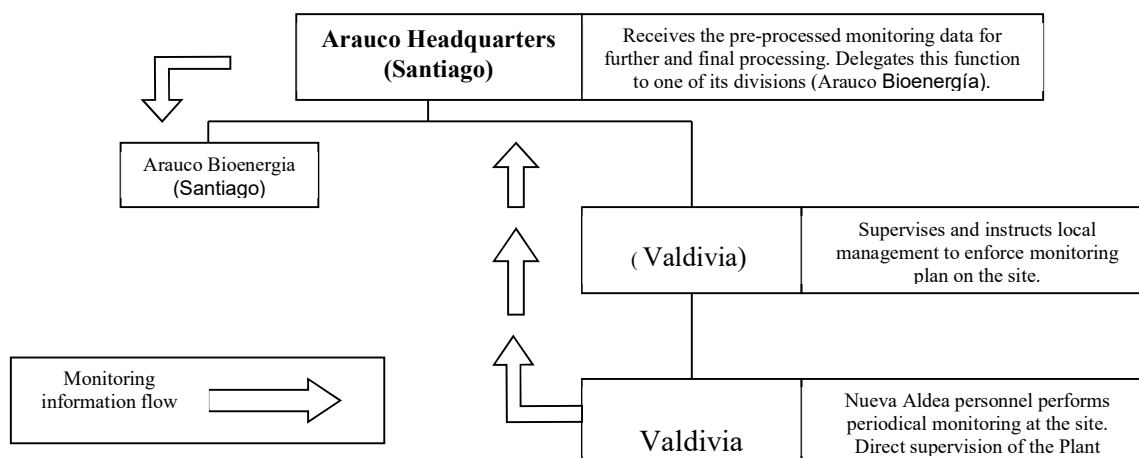 Arauco Headquarters
(Santiago)
Receives the pre-processed monitoring data for
further and final processing. Delegates this function
to one of its divisions (Arauco Bioenergía).
Arauco Bioenergia
(Santiago)
( Valdivia)
Supervises and instructs local
management to enforce monitoring
plan on the site.
Monitoring
information flow
Valdivia
Nueva Aldea personnel performs
periodical monitoring at the site.
Direct supervision of the Plant